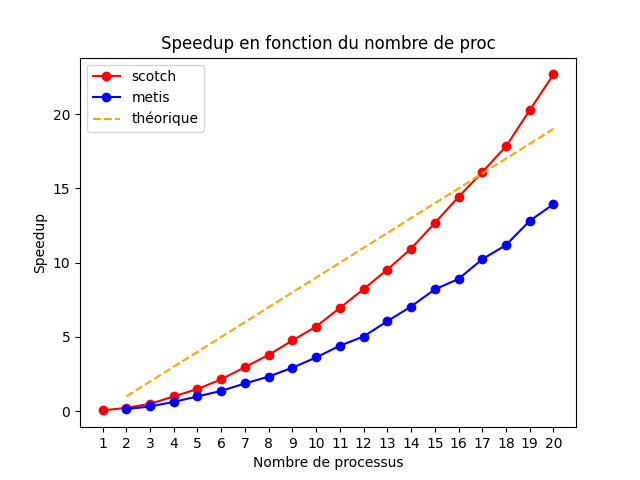 Speedup en fonction du nombre de proc
scotch
metis
théorique
Speedup
20
15
10
5
0
1 2 3 4 5 6 7 8 9 10 11 12 13 14 15 16 17 18 19 20
Nombre de processus